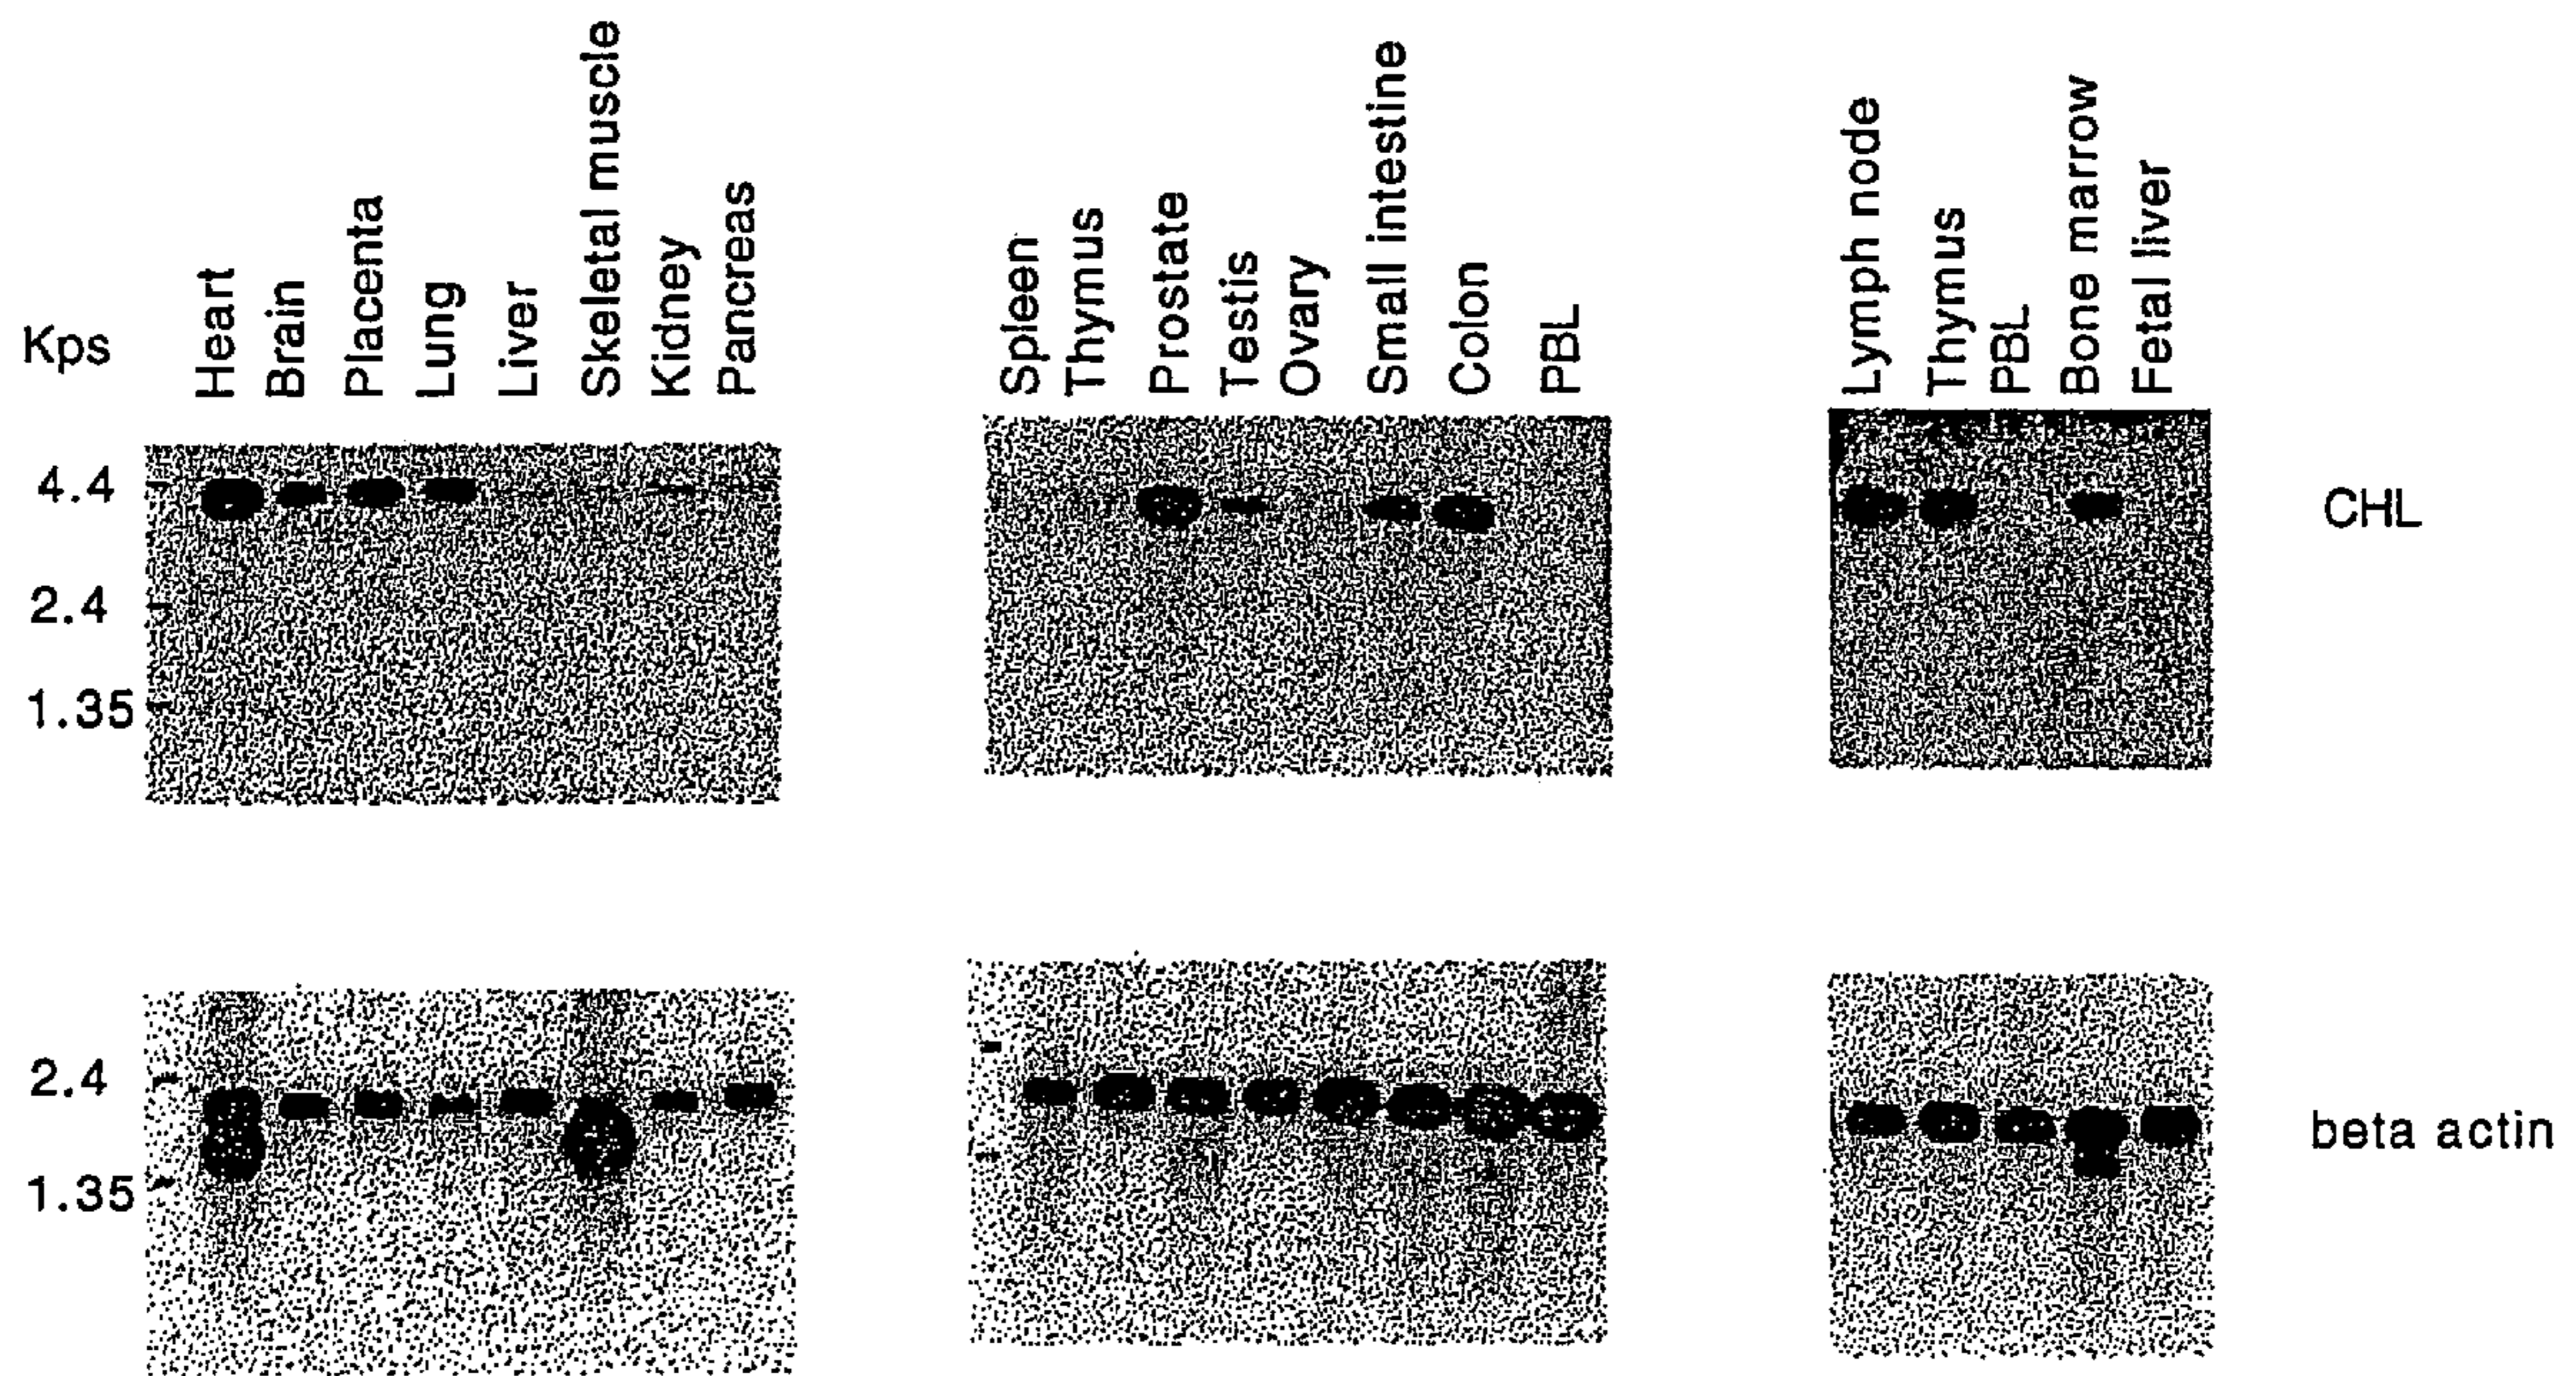 Kps
Heart
Brain
Placenta
Lung
Liver
Skeletal muscle
Kidney
Pancreas
Spleen
Thymus
Prostate
Testis
Ovary
Small intestine
Colon
PBL
Lymph node
Thymus
PBL
Bone marrow
Fetal liver
4.4
2.4
1.35
CHL
2.4
1.35
beta actin